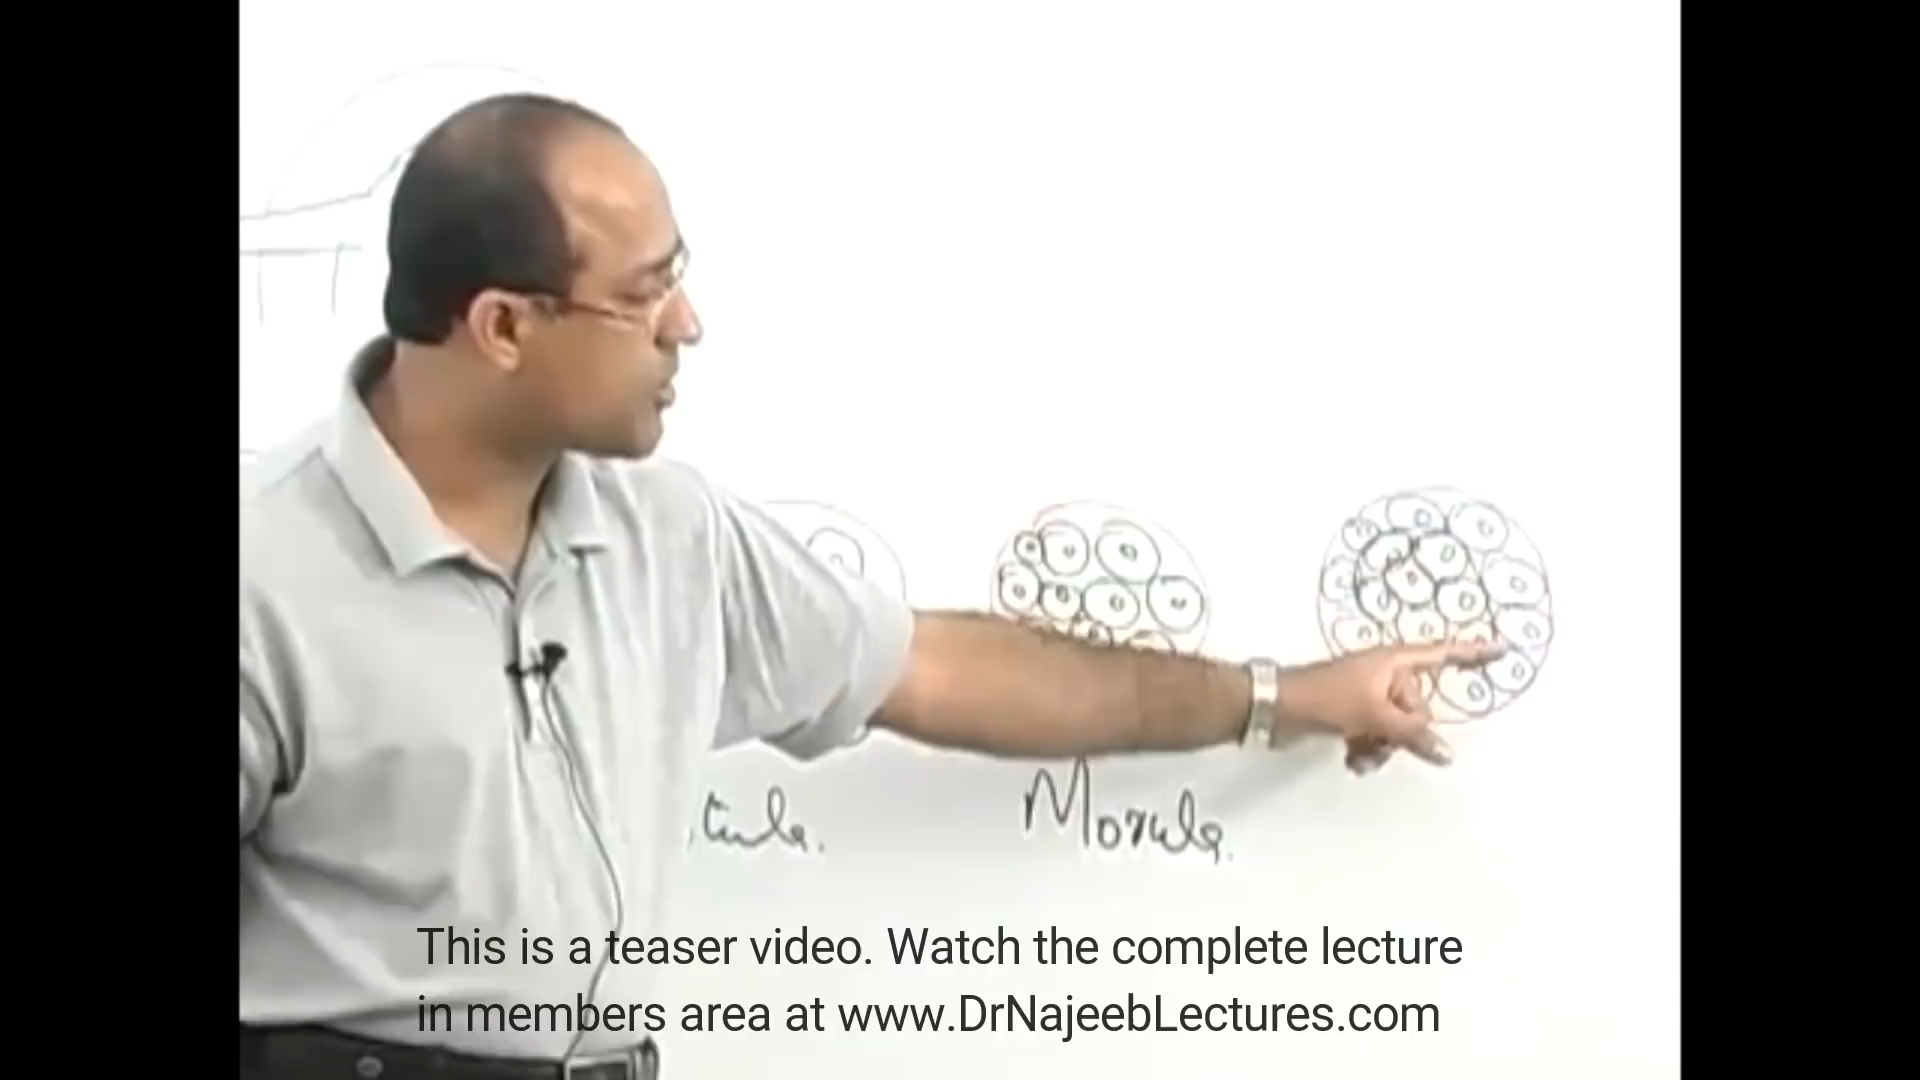 Morula.
This is a teaser video. Watch the complete lecture
in members area at www.DrNajeebLectures.com